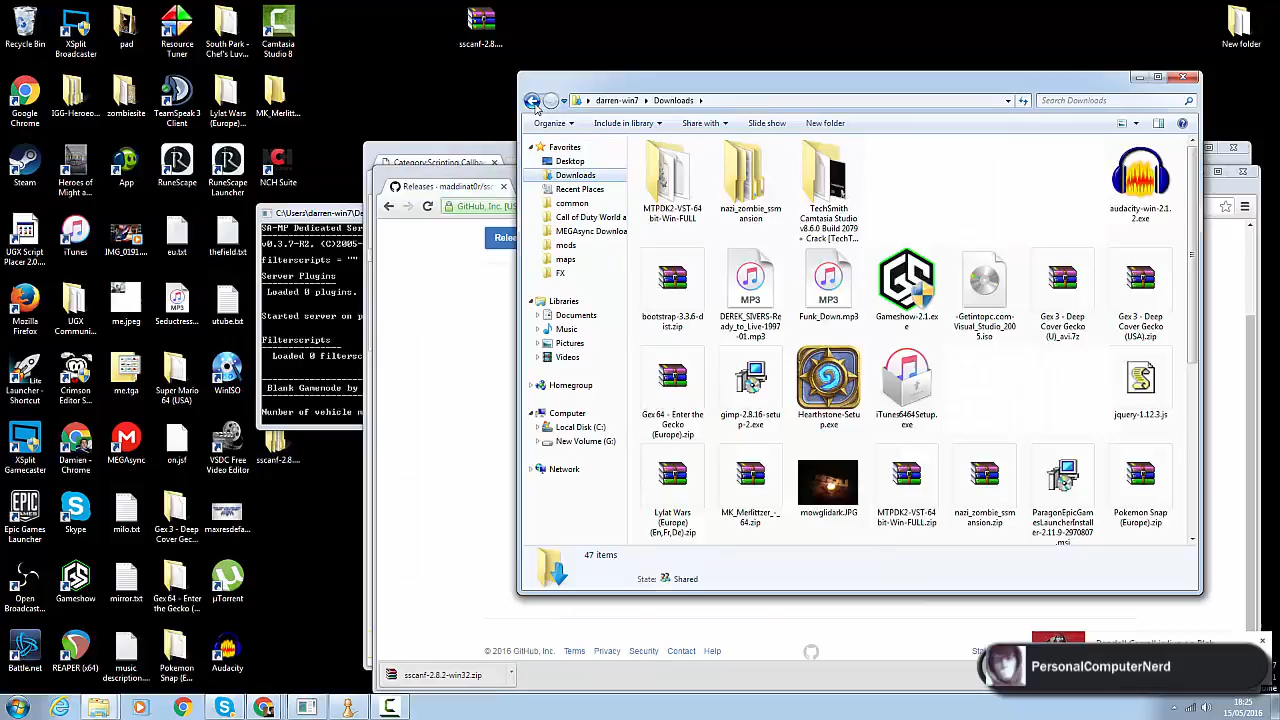 Recycle Bin
XSplit Broadcaster
pad
Resource Tuner
South Park - Chef's Luv...
Camtasia Studio 8
sscanf-2.8....
New folder
Google Chrome
IGG-Heroeo...
zombiesite
TeamSpeak 3 Client
Lylat Wars (Europe)...
MK_Merlitt...
Steam
Heroes of Might a...
App
RuneScape
RuneScape Launcher
NCH Suite
UGX Script Placer 2.0...
iTunes
IMG_0191...
eu.txt
thefield.txt
Mozilla Firefox
UGX Communi...
me.jpeg
Seductress...
utube.txt
Launcher - Shortcut
Crimson Editor S...
me.tga
Super Mario 64 (USA)
WinISO
XSplit Gamecaster
Damien - Chrome
MEGAsync
on.jsf
VSDC Free Video Editor
sscanf-2.8....
Epic Games Launcher
Skype
milo.txt
Gex 3 - Deep Cover Gec...
maxresdefa...
Open Broadcast...
Gameshow
mirror.txt
Gex 64 - Enter the Gecko (...
µTorrent
Battle.net
REAPER (x64)
music description....
Pokemon Snap (E...
Audacity
C:\Users\darren-win7\De
SA-MP Dedicated Ser
v0.3.7-R2, (C)2005-
filterscripts = ""
Server Plugins
Loaded 0 plugins.
Started server on p
Filterscripts
Loaded 0 filtersc
Blank Gamemode by
Number of vehicle m
Category:Scripting Callba
Releases · maddinat0r/ssc
GitHub, Inc. [US
Relea
darren-win7
Downloads
Search Downloads
Organize
Include in library
Share with
Slide show
New folder
Favorites
Desktop
Downloads
Recent Places
common
Call of Duty World a
MEGAsync Downloa
mods
maps
FX
Libraries
Documents
Music
Pictures
Videos
Homegroup
Computer
Local Disk (C:)
New Volume (G:)
Network
MTPDK2-VST-64 bit-Win-FULL
nazi_zombie_ssm ansion
TechSmith Camtasia Studio v8.6.0 Build 2079 + Crack [TechT...
audacity-win-2.1.2.exe
bootstrap-3.3.6-dist.zip
DEREK_SIVERS-Ready_to_Live-1997-01.mp3
Funk_Down.mp3
Gameshow-2.1.exe
-Getintopc.com-Visual_Studio_2005.iso
Gex 3 - Deep Cover Gecko (U)_avi.7z
Gex 3 - Deep Cover Gecko (USA).zip
Gex 64 - Enter the Gecko (Europe).zip
gimp-2.8.16-setup-2.exe
Hearthstone-Setup.exe
iTunes6464Setup.exe
jquery-1.12.3.js
Lylat Wars (Europe) (En,Fr,De).zip
MK_Merlitzer_-_64.zip
mowglidark.JPG
MTPDK2-VST-64 bit-Win-FULL.zip
nazi_zombie_ssm ansion.zip
ParagonEpicGamesLauncherInstaller-2.11.9-2070807.msi
Pokemon Snap (Europe).zip
47 items
State: Shared
© 2016 GitHub, Inc. Terms Privacy Security Contact Help
sscanf-2.8.2-win32.zip
PersonalComputerNerd
18:25
15/05/2016